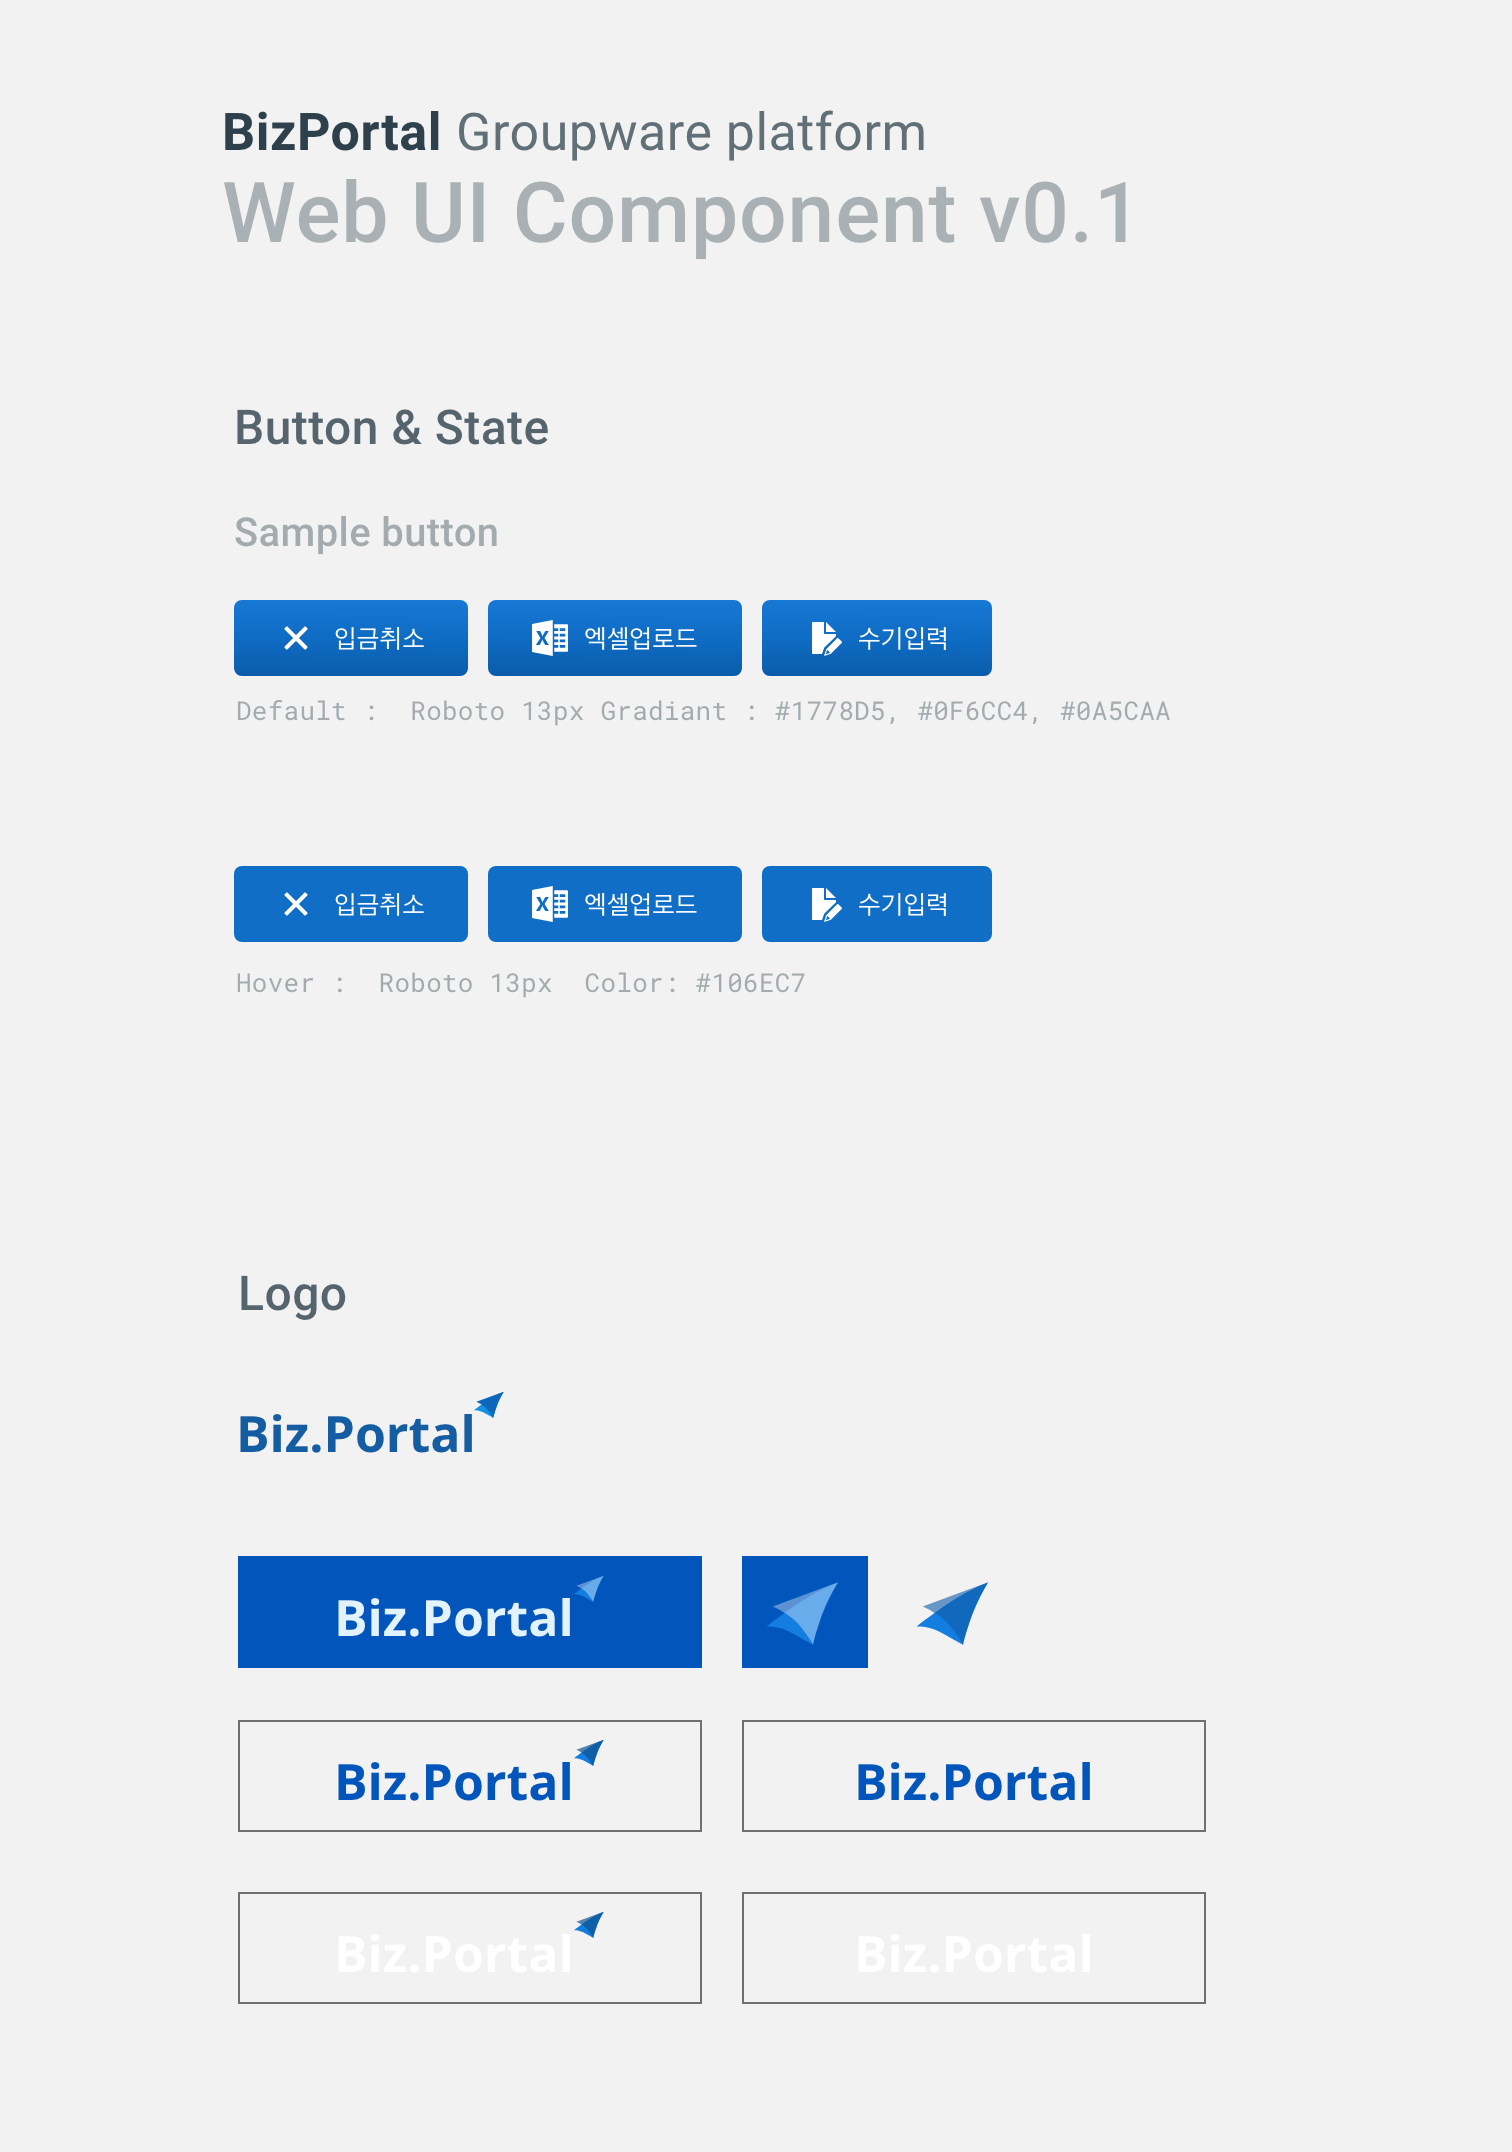 BizPortal Groupware platform
Web UI Component v0.1
Button & State
Sample button
입금취소 엑셀업로드 수기입력
Default :  Roboto 13px Gradiant : #1778D5, #0F6CC4, #0A5CAA
입금취소 엑셀업로드 수기입력
Hover :  Roboto 13px  Color: #106EC7
Logo
Biz.Portal
Biz.Portal
Biz.Portal Biz.Portal
Biz.Portal Biz.Portal